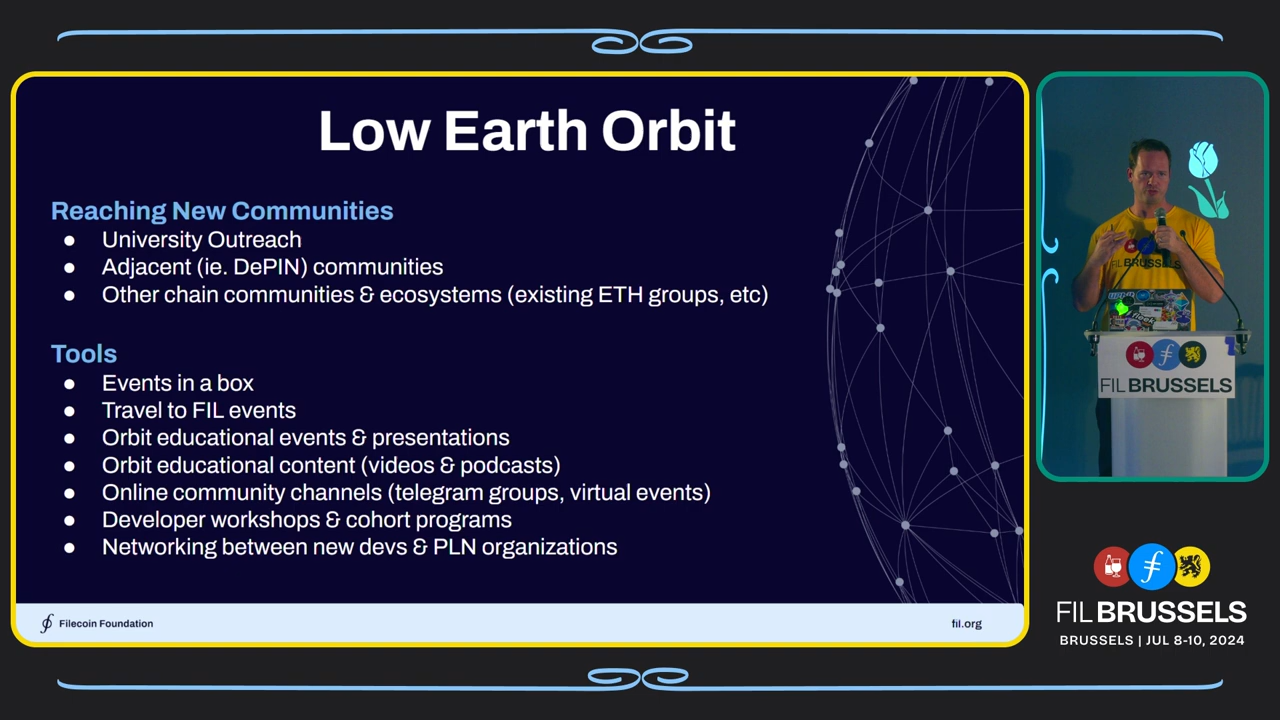 Low Earth Orbit
Reaching New Communities
● University Outreach
● Adjacent (ie. DePIN) communities
● Other chain communities & ecosystems (existing ETH groups, etc)
Tools
● Events in a box
● Travel to FIL events
● Orbit educational events & presentations
● Orbit educational content (videos & podcasts)
● Online community channels (telegram groups, virtual events)
● Developer workshops & cohort programs
● Networking between new devs & PLN organizations
Filecoin Foundation
fil.org
FIL BRUSSELS
FIL BRUSSELS
FIL BRUSSELS
BRUSSELS | JUL 8-10, 2024